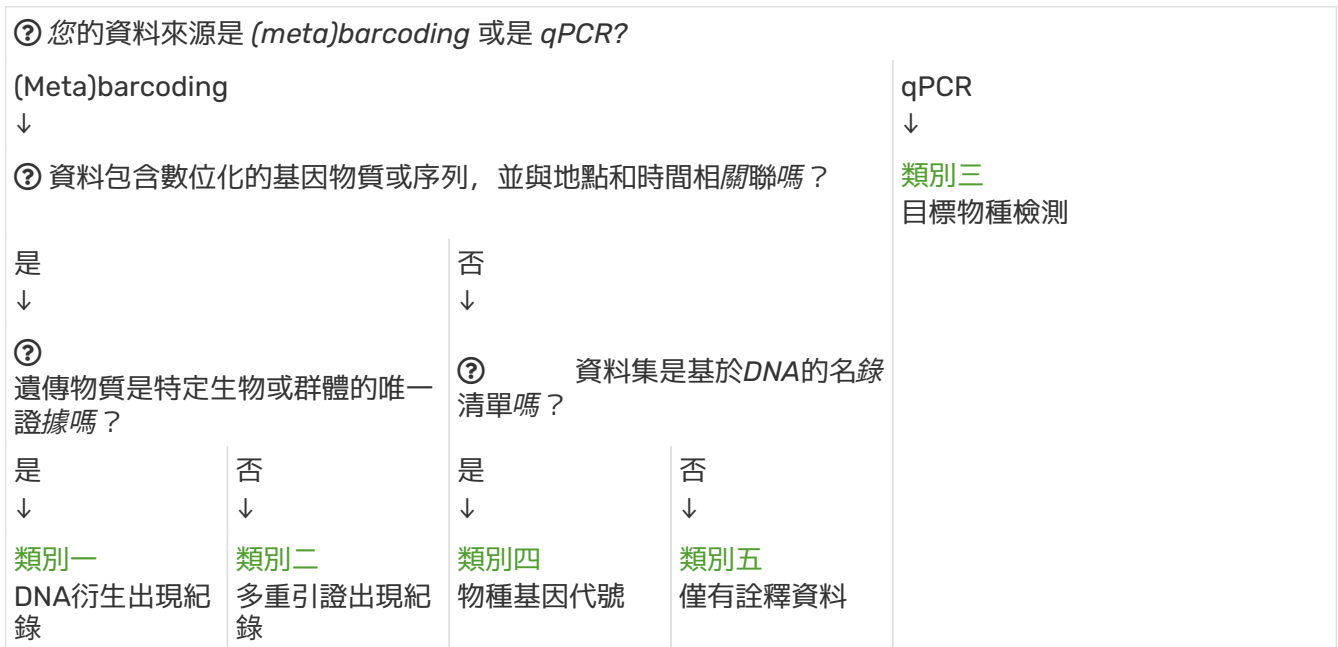 ? 您的資料來源是 (meta)barcoding 或是 qPCR?
(Meta)barcoding
↓
qPCR
↓
? 資料包含數位化的基因物質或序列，並與地點和時間相關聯嗎？
類別三
目標物種檢測
是
↓
否
↓
?
遺傳物質是特定生物或群體的唯一
證據嗎？
? 資料集是基於DNA的名錄
清單嗎？
是
↓
否
↓
是
↓
否
↓
類別一
DNA衍生出現紀
錄
類別二
多重引證出現紀
錄
類別四
物種基因代號
類別五
僅有詮釋資料